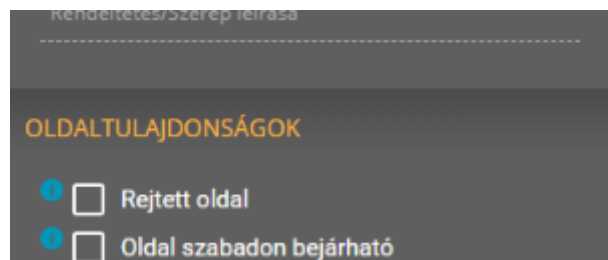 Rendeltetés/Szerep leírása
OLDALTULAJDONSÁGOK
Rejtett oldal
Oldal szabadon bejárható